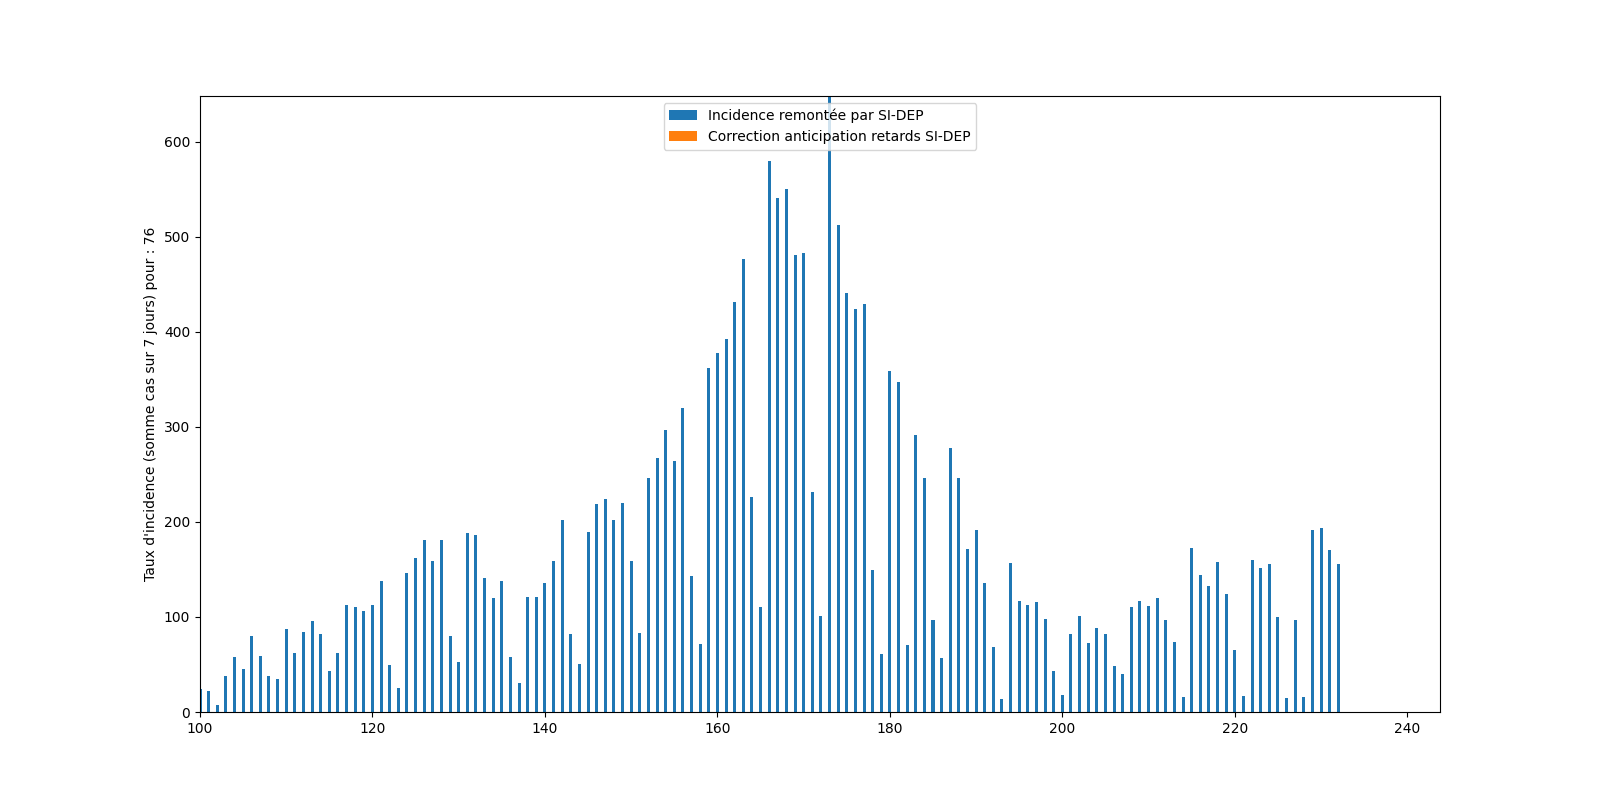 Incidence remontée par SI-DEP
Correction anticipation retards SI-DEP
Taux d'incidence (somme cas sur 7 jours) pour : 76
600
500
400
300
200
100
0
100 120 140 160 180 200 220 240